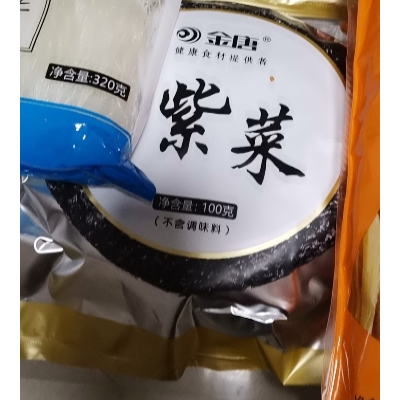 金唐®
健康食材提供者
净含量:320克
紫菜
净含量: 100克
(不含调味料)